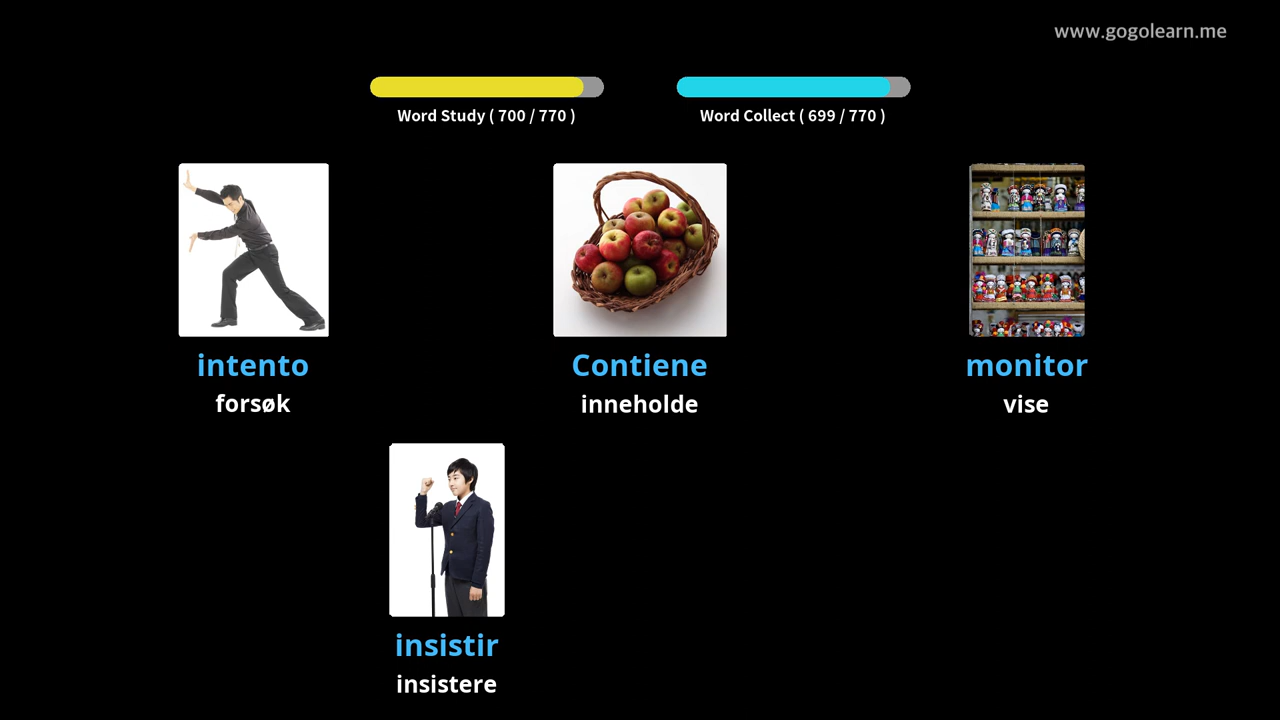 www.gogolearn.me
Word Study ( 700 / 770 )
Word Collect ( 699 / 770 )
intento
forsøk
Contiene
inneholde
monitor
vise
insistir
insistere